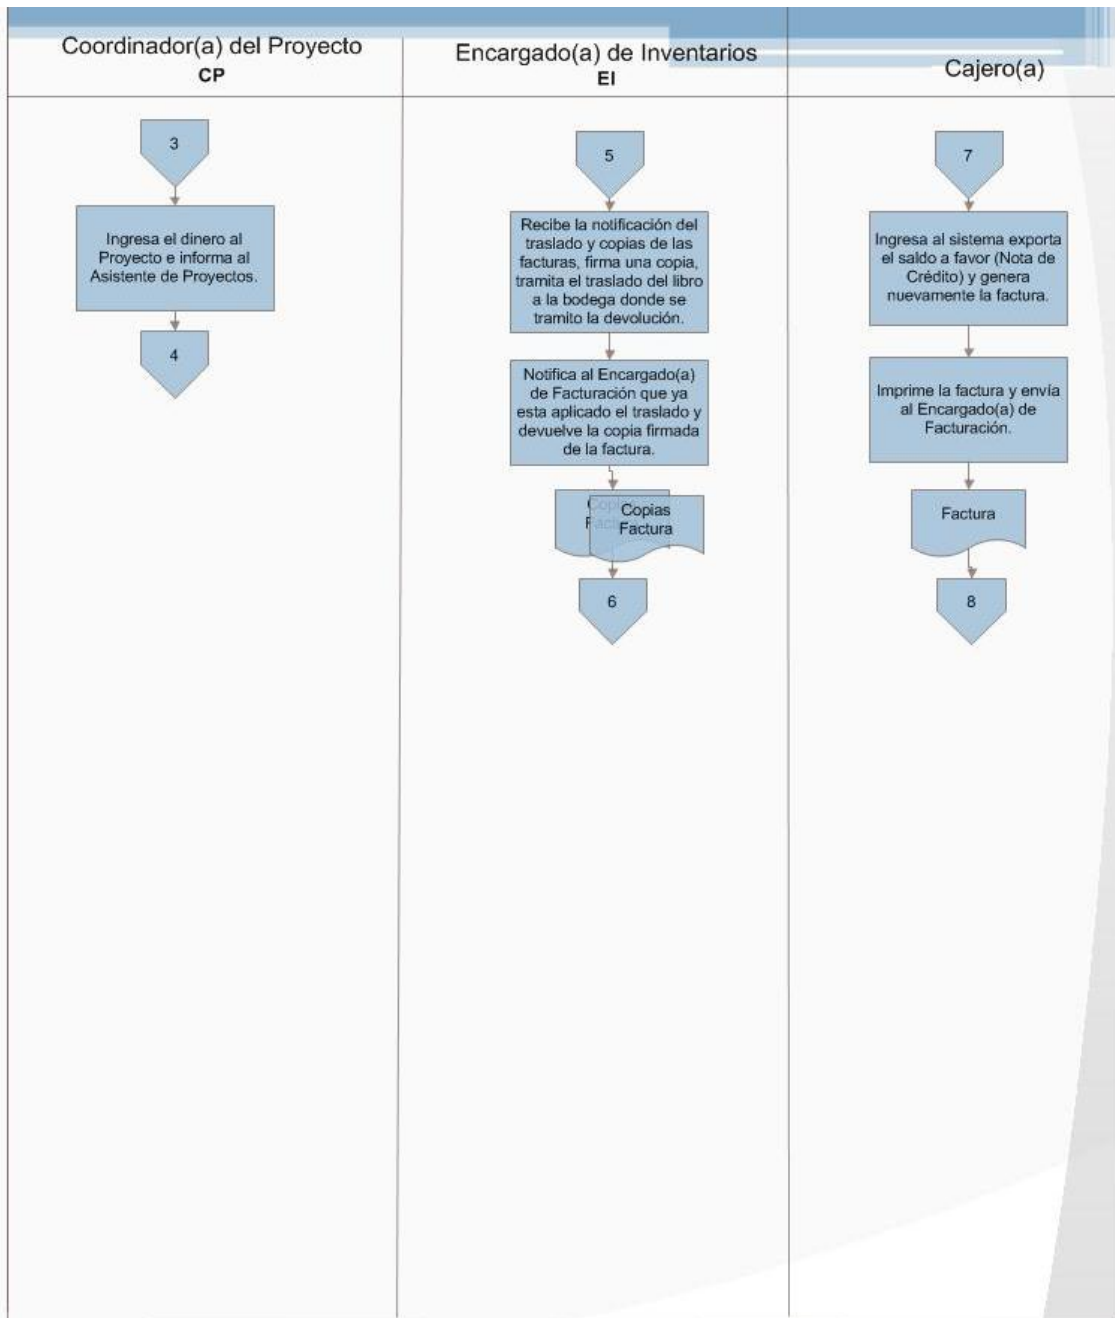 Coordinador(a) del Proyecto
CP
Encargado(a) de Inventarios
EI
Cajero(a)
3
Ingresa el dinero al
Proyecto e informa al
Asistente de Proyectos.
4
5
Recibe la notificación del
traslado y copias de las
facturas, firma una copia,
tramita el traslado del libro
a la bodega donde se
tramito la devolución.
Notifica al Encargado(a)
de Facturación que ya
esta aplicado el traslado y
devuelve la copia firmada
de la factura.
Copias
Factura
6
7
Ingresa al sistema exporta
el saldo a favor (Nota de
Crédito) y genera
nuevamente la factura.
Imprime la factura y envía
al Encargado(a) de
Facturación.
Factura
8